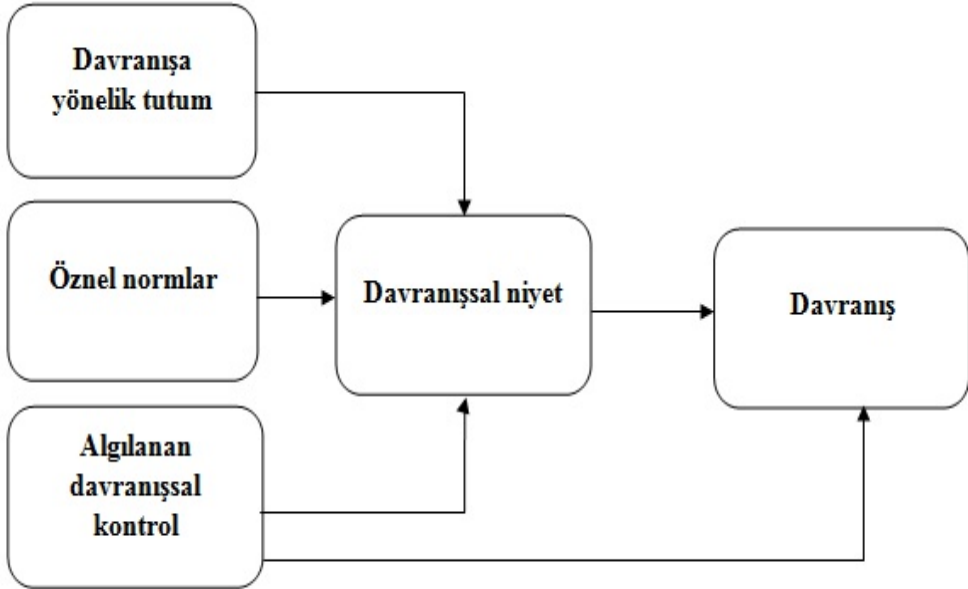 Davranışa
yönelik tutum
Öznel normlar
Davranışsal niyet
Davranış
Algılanan
davranışsal
kontrol